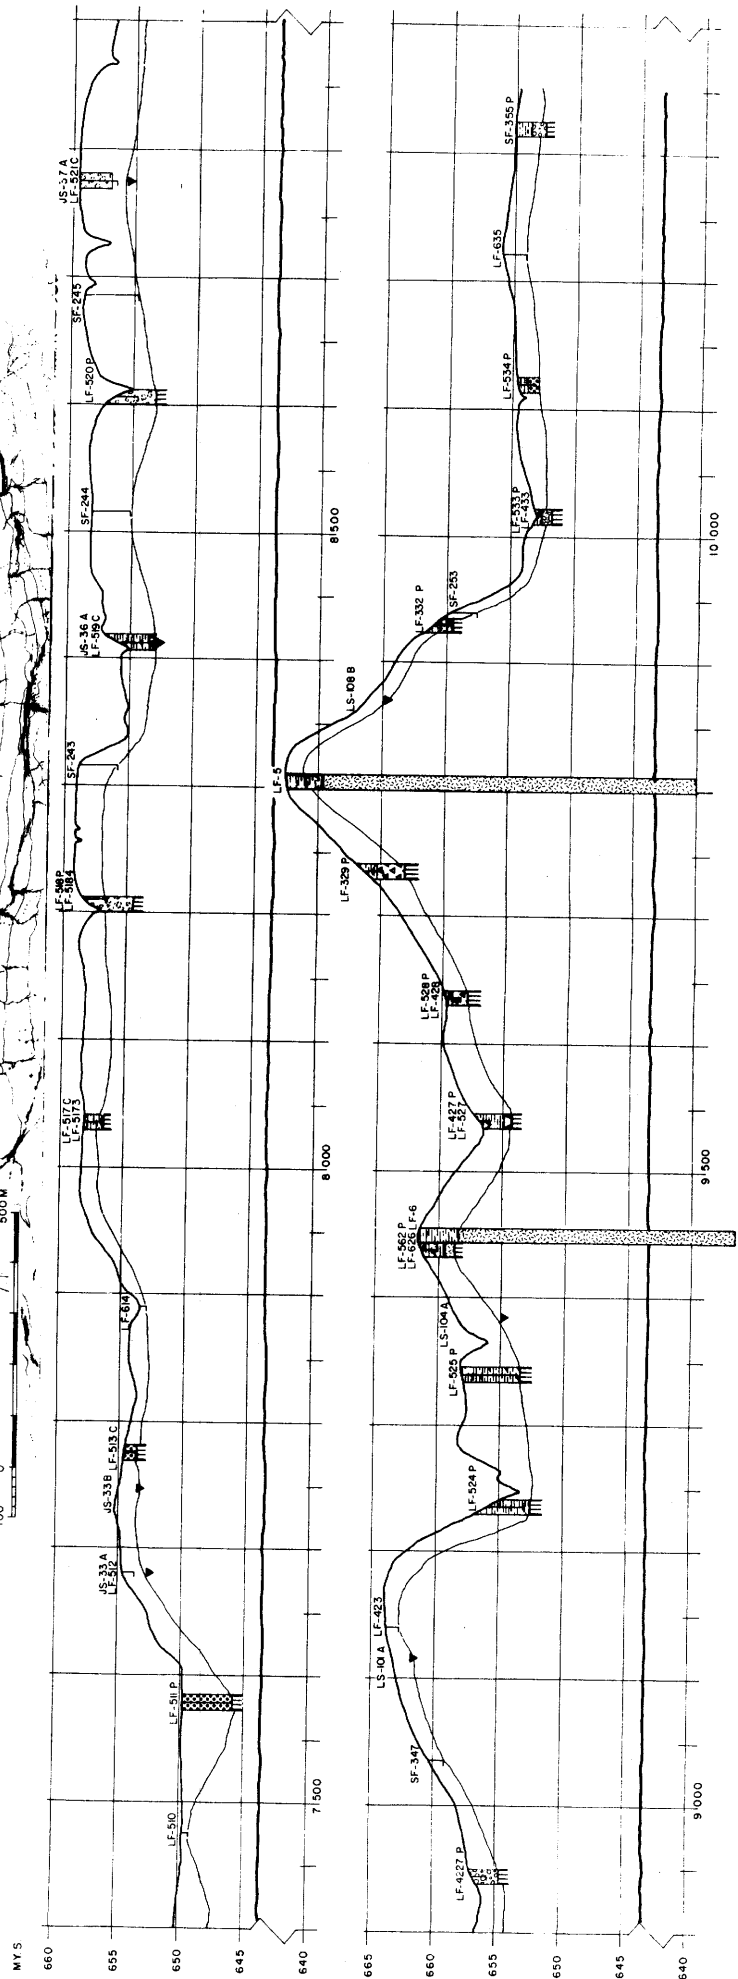 500 M
0
MY.S
660
655
650
645
640
LF-510
7'500
LF-511 P
JS-33 A
LF-512
JS-33 B
LF-513 C
LF-614
8'000
LF-517 C
LF-5173
LF-518 P
LF-5184
SF-243
JS-36 A
LF-519 C
8'500
SF-244
LF-520 P
SF-245
JS-37 A
LF-521 C
665
660
655
650
645
640
LF-4227 P
9'000
SF-347
LS-101 A
LF-423
LF-524 P
LF-525 P
LS-104 A
LF-562 P
LF-626 LF-6
9'500
LF-427 P
LF-527
LF-528 P
LF-428
LF-329 P
LF-5
LS-108 B
LF-332 P
SF-253
10'000
LF-533 P
LF-433
LF-534 P
LF-635
SF-355 P